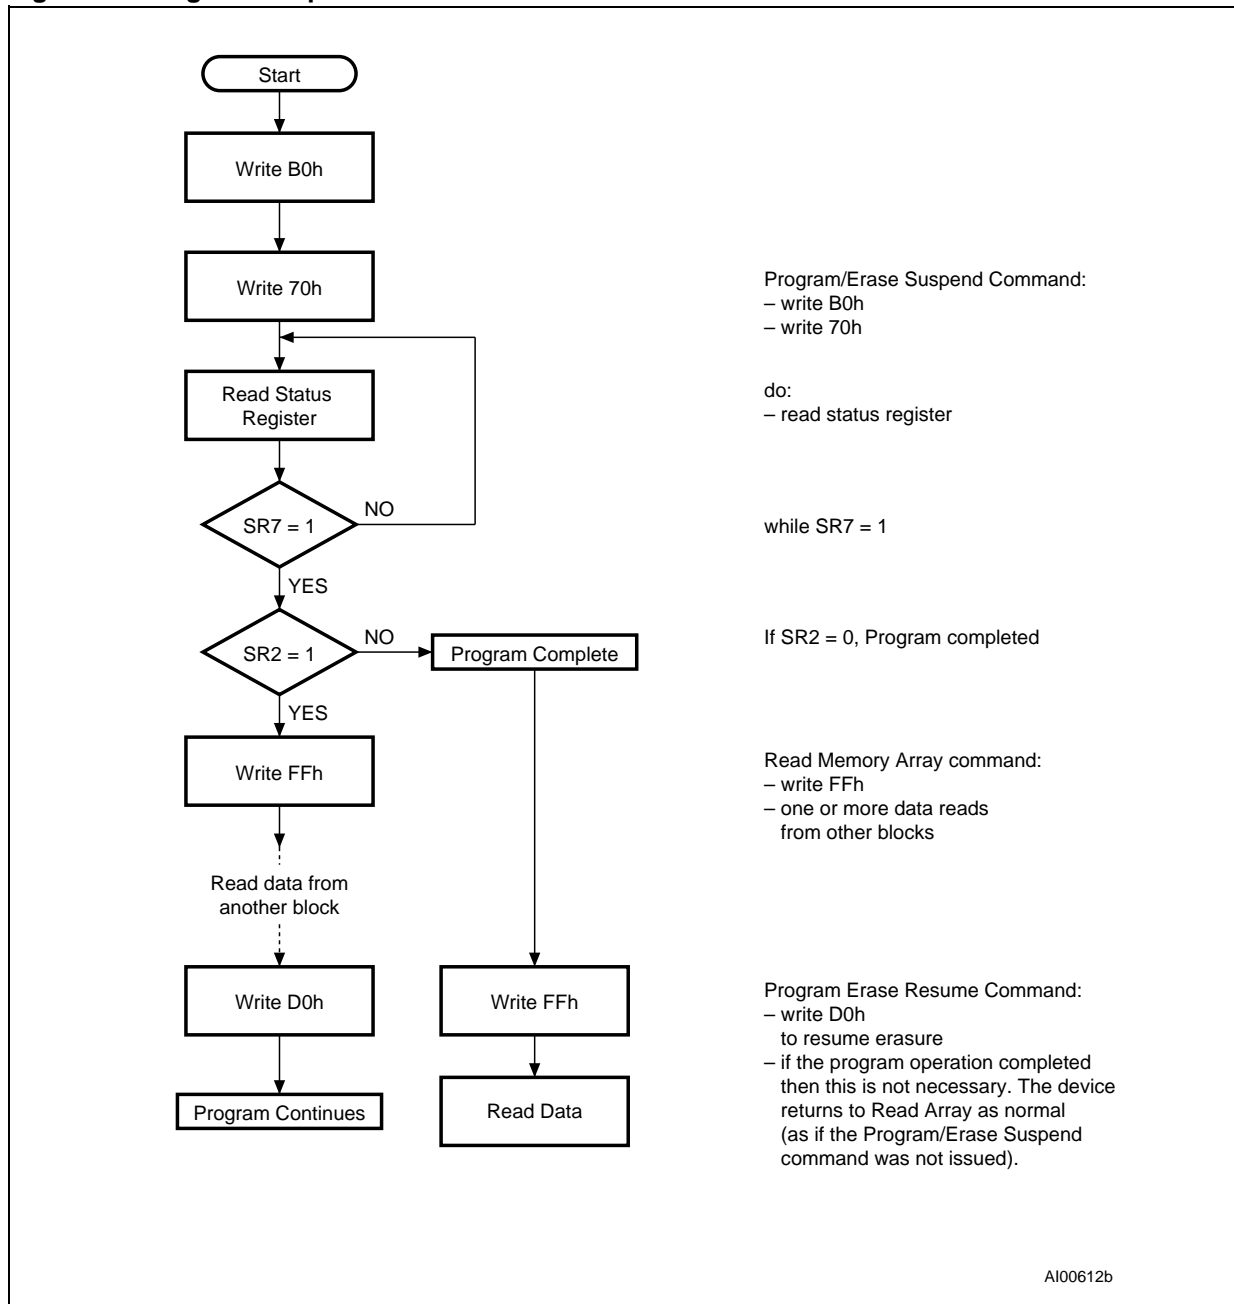 Start
Write B0h
Write 70h
Program/Erase Suspend Command:
– write B0h
– write 70h
Read Status
Register
do:
– read status register
SR7 = 1
NO
while SR7 = 1
YES
SR2 = 1
NO
Program Complete
If SR2 = 0, Program completed
YES
Write FFh
Read Memory Array command:
– write FFh
– one or more data reads
from other blocks
Read data from
another block
Write D0h
Write FFh
Program Erase Resume Command:
– write D0h
to resume erasure
– if the program operation completed
then this is not necessary. The device
returns to Read Array as normal
(as if the Program/Erase Suspend
command was not issued).
Program Continues
Read Data
AI00612b